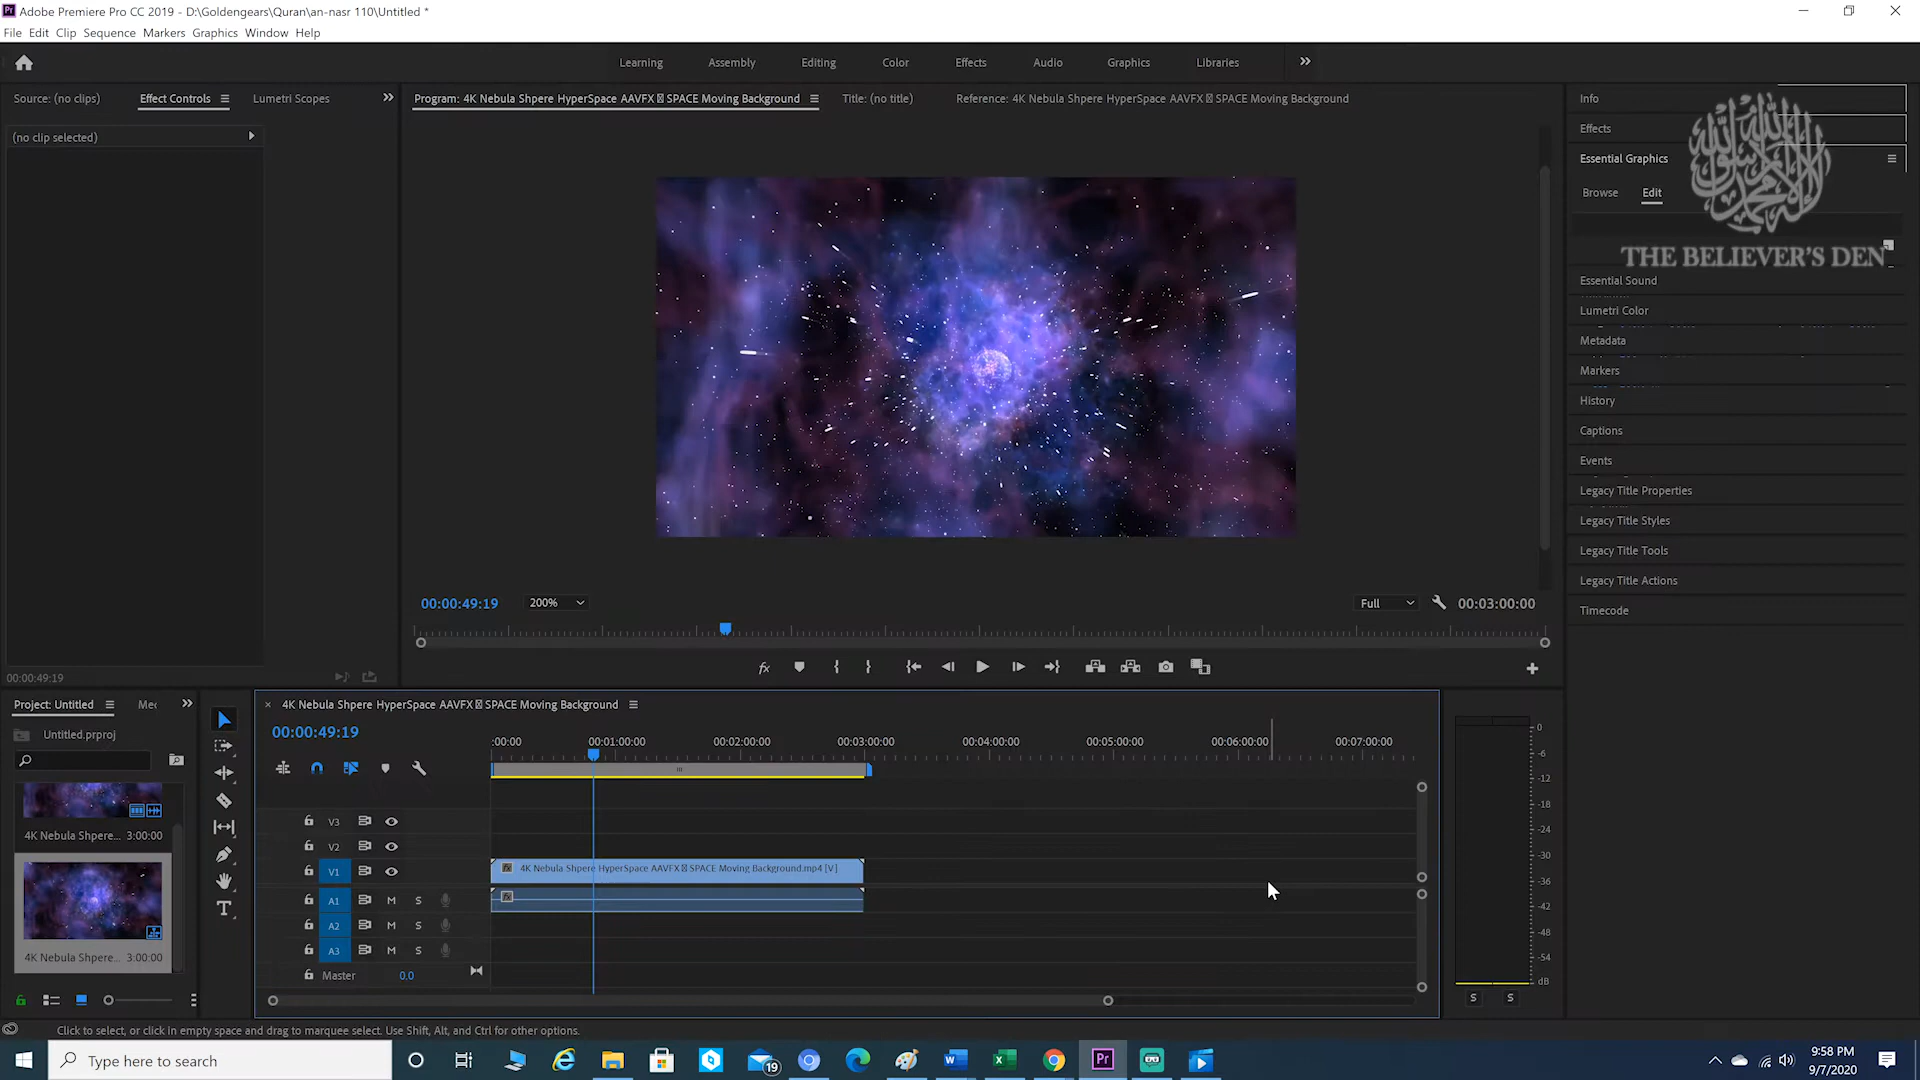 Adobe Premiere Pro CC 2019 - D:\Goldengears\Quran\an-nasr 110\Untitled *
File Edit Clip Sequence Markers Graphics Window Help
Learning Assembly Editing Color Effects Audio Graphics Libraries
Source: (no clips) Effect Controls Lumetri Scopes
Program: 4K Nebula Shpere HyperSpace AAVFX SPACE Moving Background Title: (no title) Reference: 4K Nebula Shpere HyperSpace AAVFX SPACE Moving Background
(no clip selected)
Info
Effects
Essential Graphics
Browse Edit
THE BELIEVER'S DEN
Essential Sound
Lumetri Color
Metadata
Markers
History
Captions
Events
Legacy Title Properties
Legacy Title Styles
Legacy Title Tools
Legacy Title Actions
Timecode
00:00:49:19 200% Full 00:03:00:00
fx
00:00:49:19
Project: Untitled Mec
Untitled.prproj
4K Nebula Shpere... 3:00:00
4K Nebula Shpere... 3:00:00
4K Nebula Shpere HyperSpace AAVFX SPACE Moving Background
00:00:49:19
:00:00 00:01:00:00 00:02:00:00 00:03:00:00 00:04:00:00 00:05:00:00 00:06:00:00 00:07:00:00
V3
V2
V1 fx 4K Nebula Shpere HyperSpace AAVFX SPACE Moving Background.mp4 [V]
A1 M S fx
A2 M S
A3 M S
Master 0.0
0
-6
-12
-18
-24
-30
-36
-42
-48
-54
dB
S S
Click to select, or click in empty space and drag to marquee select. Use Shift, Alt, and Ctrl for other options.
Type here to search
19
Pr
9:58 PM
9/7/2020